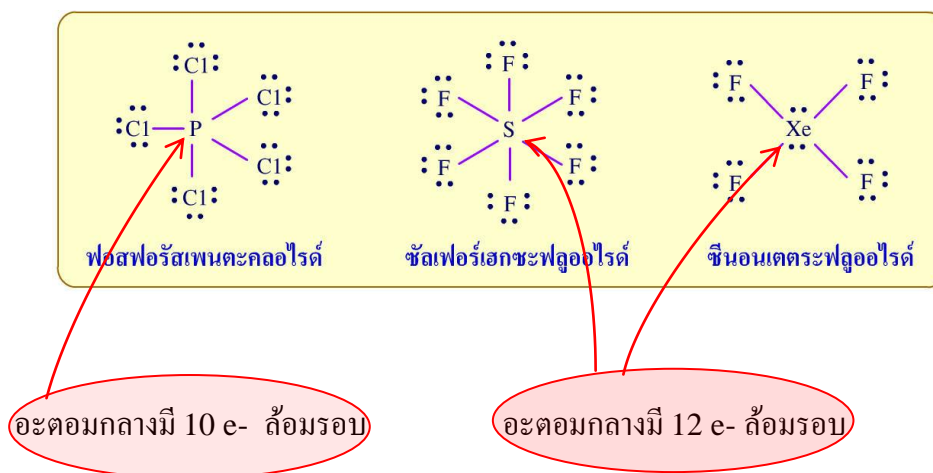 Cl Cl Cl P Cl Cl
F F F S F F F
F F Xe F F
ฟอสฟอรัสเพนตะคลอไรด์
ซัลเฟอร์เฮกซะฟลูออไรด์
ซีนอนเตตระฟลูออไรด์
อะตอมกลางมี 10 e- ล้อมรอบ
อะตอมกลางมี 12 e- ล้อมรอบ